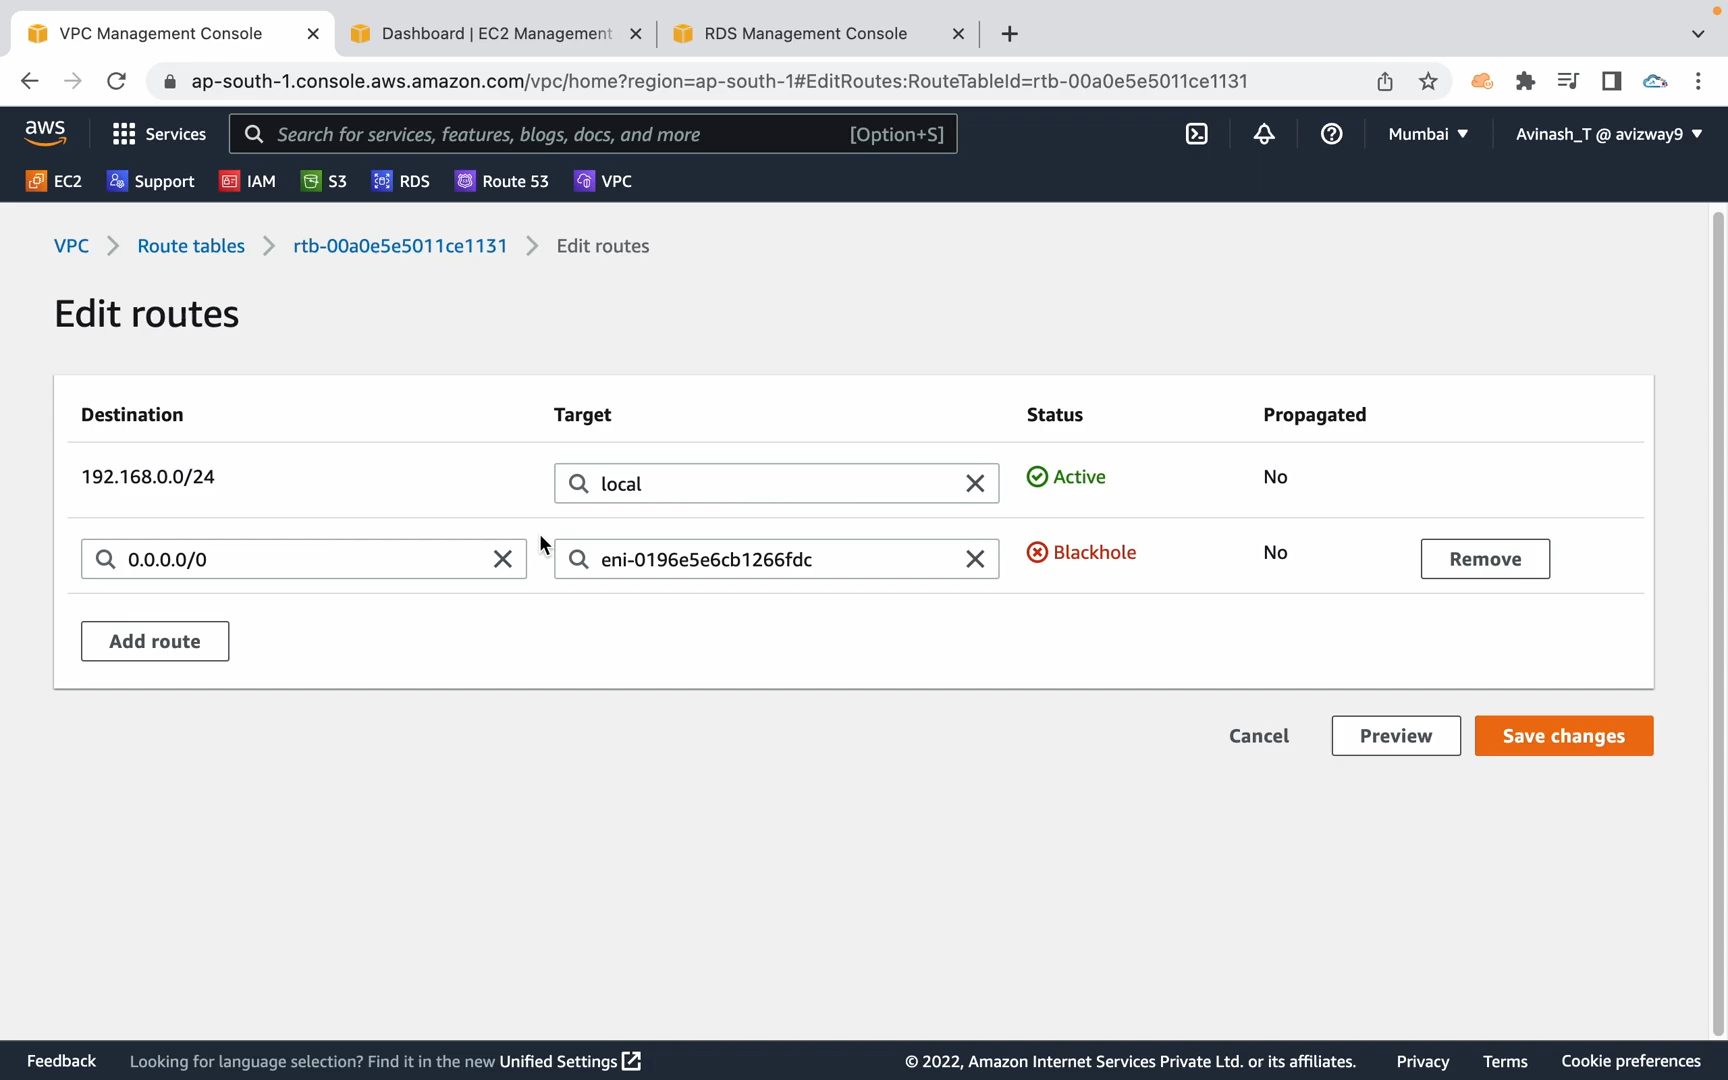 VPC Management Console
Dashboard | EC2 Management
RDS Management Console
ap-south-1.console.aws.amazon.com/vpc/home?region=ap-south-1#EditRoutes:RouteTableId=rtb-00a0e5e5011ce1131
aws Services Search for services, features, blogs, docs, and more [Option+S] Mumbai Avinash_T @ avizway9
EC2 Support IAM S3 RDS Route 53 VPC
VPC Route tables rtb-00a0e5e5011ce1131 Edit routes
Edit routes
Destination Target Status Propagated
192.168.0.0/24 local Active No
0.0.0.0/0 eni-0196e5e6cb1266fdc Blackhole No Remove
Add route
Cancel Preview Save changes
Feedback Looking for language selection? Find it in the new Unified Settings © 2022, Amazon Internet Services Private Ltd. or its affiliates. Privacy Terms Cookie preferences